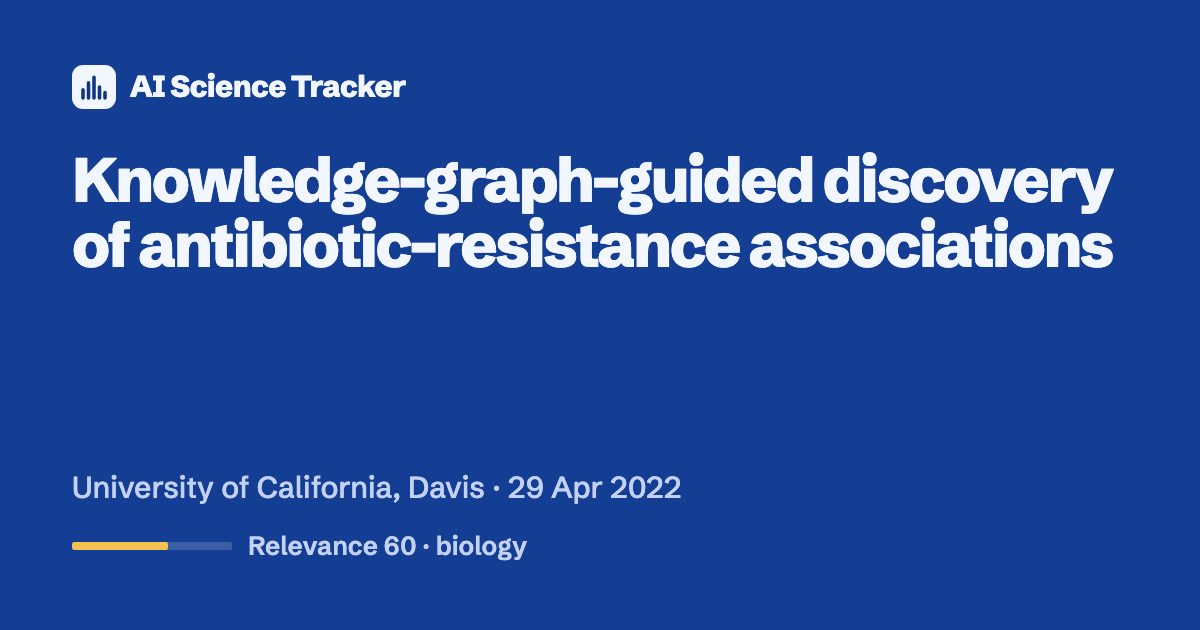 AI Science Tracker
Knowledge-graph-guided discovery
of antibiotic-resistance associations
University of California, Davis · 29 Apr 2022
Relevance 60 · biology